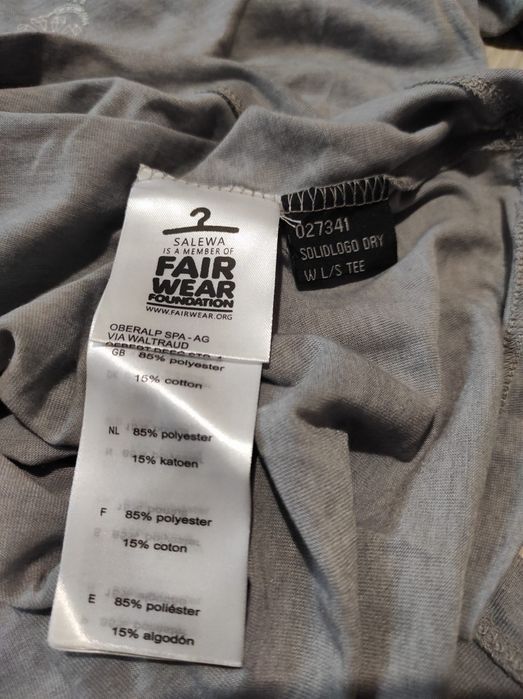 SALEWA
IS A MEMBER OF
FAIR
WEAR
FOUNDATION
WWW.FAIRWEAR.ORG
OBERALP SPA - AG
VIA WALTRAUD
GB 85% polyester
15% cotton
NL 85% polyester
15% katoen
F 85% polyester
15% coton
E 85% poliéster
15% algodón
027341
SOLIDLOGO DRY
W L/S TEE